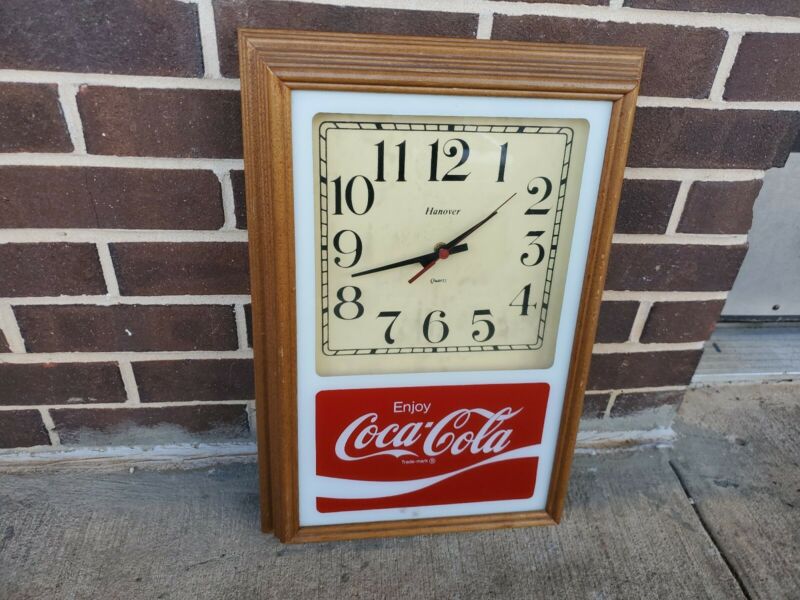 11 12 1
10 2
Hanover
9 3
Quartz
8 4
7 6 5
Enjoy
Coca-Cola
Trade-mark ®